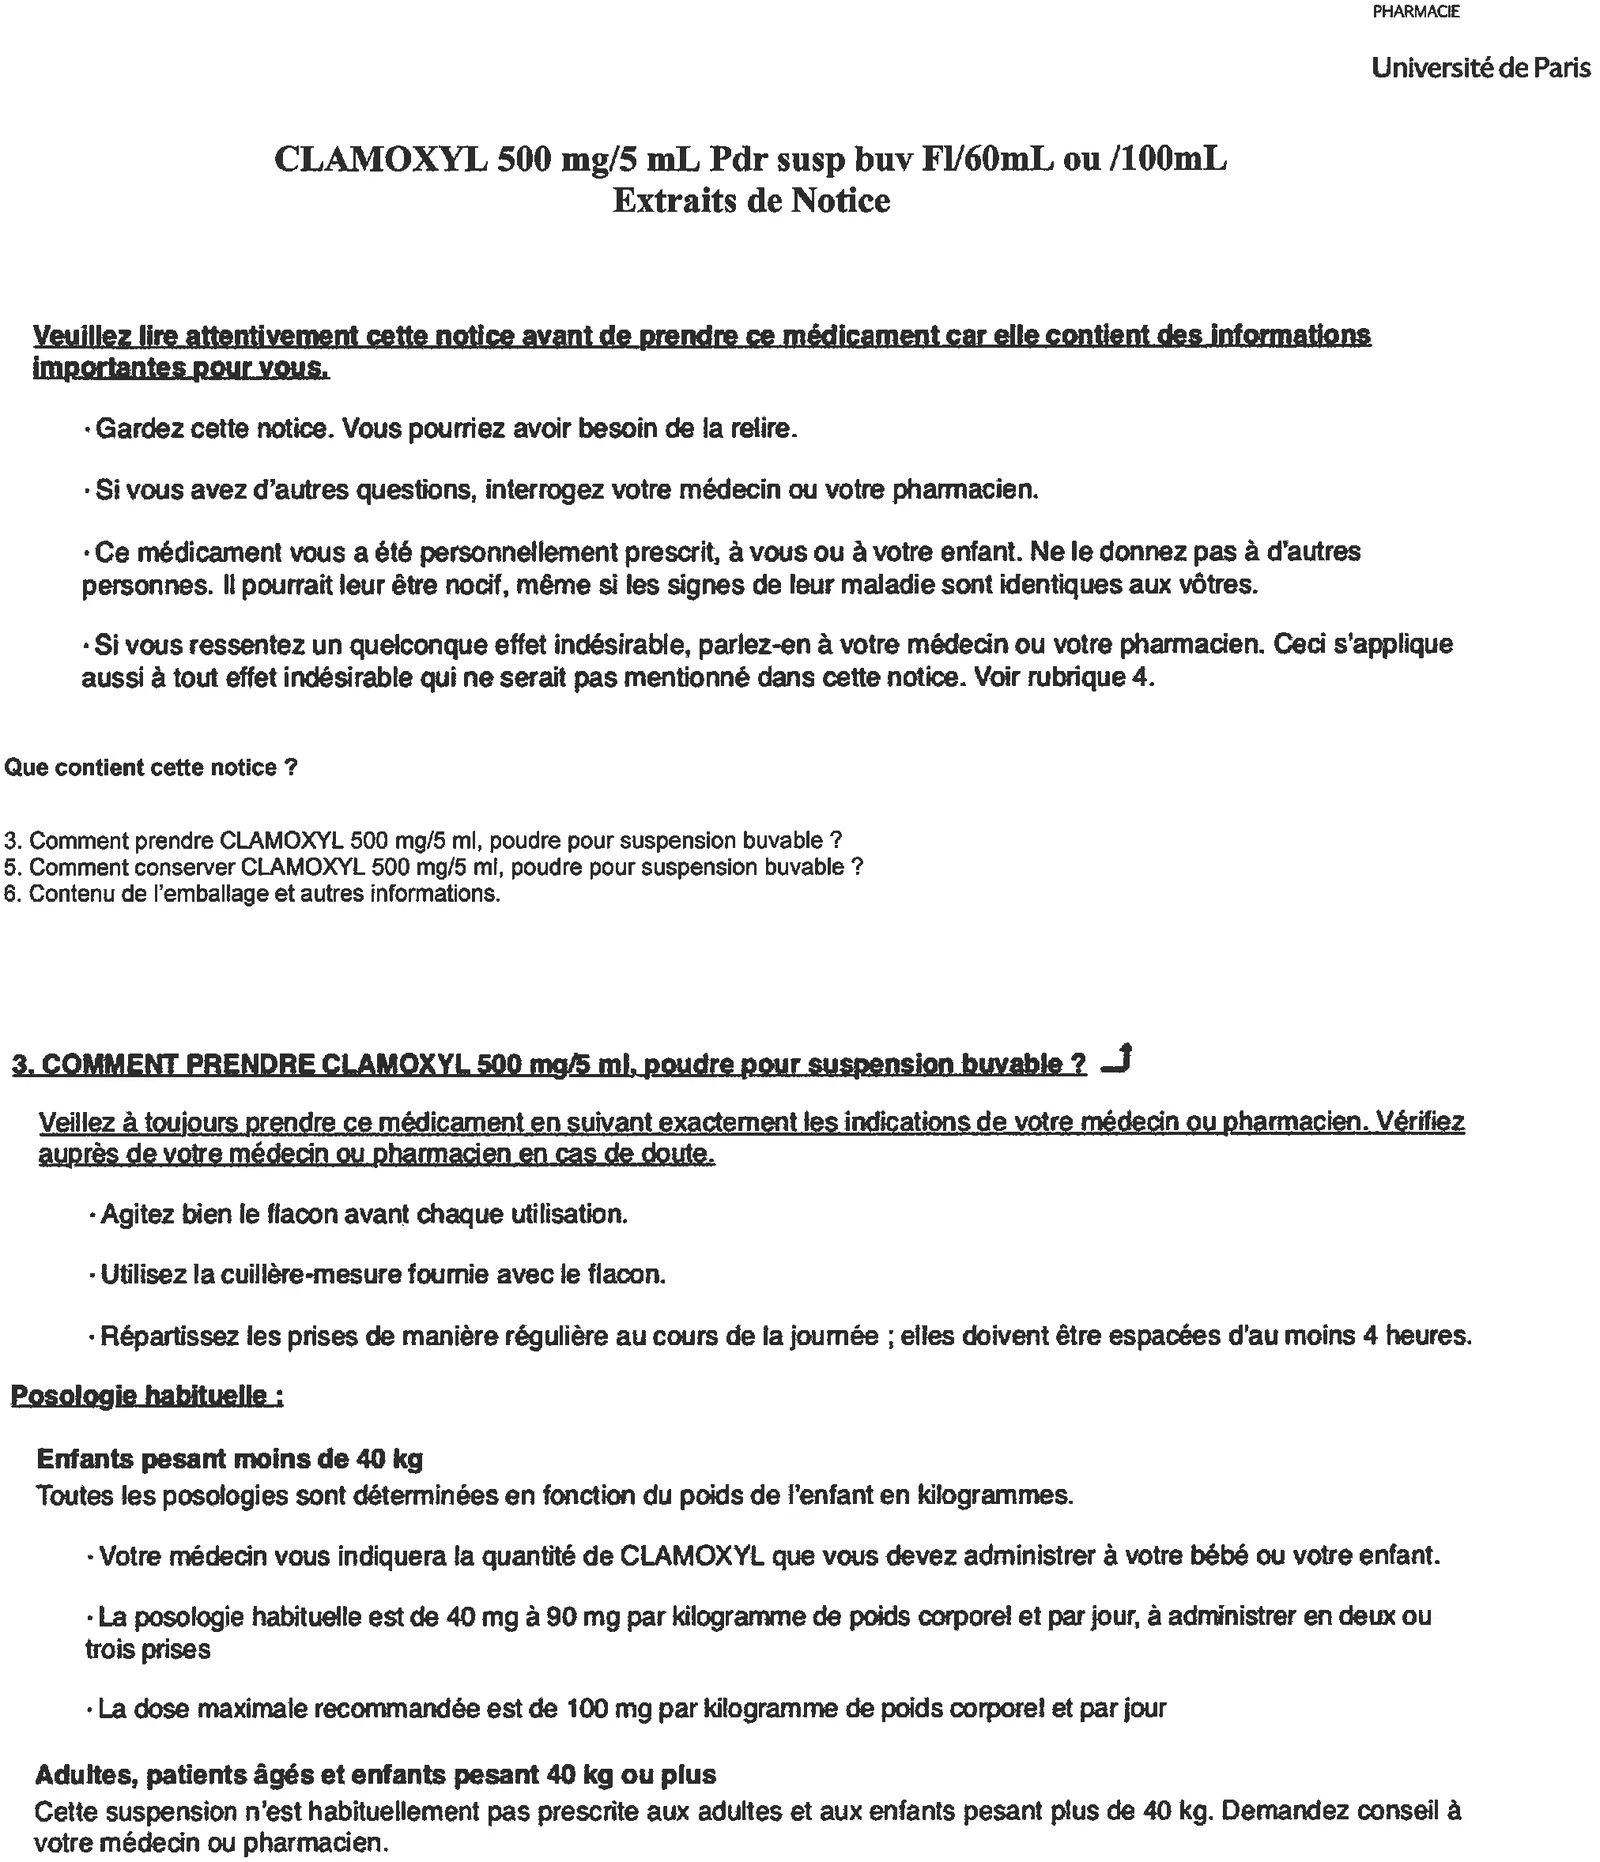 PHARMACIE
Université de Paris
CLAMOXYL 500 mg/5 mL Pdr susp buv Fl/60mL ou /100mL
Extraits de Notice
Veuillez lire attentivement cette notice avant de prendre ce médicament car elle contient des informations
importantes pour vous.
· Gardez cette notice. Vous pourriez avoir besoin de la relire.
· Si vous avez d'autres questions, interrogez votre médecin ou votre pharmacien.
· Ce médicament vous a été personnellement prescrit, à vous ou à votre enfant. Ne le donnez pas à d'autres
personnes. Il pourrait leur être nocif, même si les signes de leur maladie sont identiques aux vôtres.
· Si vous ressentez un quelconque effet indésirable, parlez-en à votre médecin ou votre pharmacien. Ceci s'applique
aussi à tout effet indésirable qui ne serait pas mentionné dans cette notice. Voir rubrique 4.
Que contient cette notice ?
3. Comment prendre CLAMOXYL 500 mg/5 ml, poudre pour suspension buvable ?
5. Comment conserver CLAMOXYL 500 mg/5 ml, poudre pour suspension buvable ?
6. Contenu de l'emballage et autres informations.
3. COMMENT PRENDRE CLAMOXYL 500 mg/5 ml, poudre pour suspension buvable ?
Veillez à toujours prendre ce médicament en suivant exactement les indications de votre médecin ou pharmacien. Vérifiez
auprès de votre médecin ou pharmacien en cas de doute.
· Agitez bien le flacon avant chaque utilisation.
· Utilisez la cuillère-mesure fournie avec le flacon.
· Répartissez les prises de manière régulière au cours de la journée ; elles doivent être espacées d'au moins 4 heures.
Posologie habituelle :
Enfants pesant moins de 40 kg
Toutes les posologies sont déterminées en fonction du poids de l'enfant en kilogrammes.
· Votre médecin vous indiquera la quantité de CLAMOXYL que vous devez administrer à votre bébé ou votre enfant.
· La posologie habituelle est de 40 mg à 90 mg par kilogramme de poids corporel et par jour, à administrer en deux ou
trois prises
· La dose maximale recommandée est de 100 mg par kilogramme de poids corporel et par jour
Adultes, patients âgés et enfants pesant 40 kg ou plus
Cette suspension n'est habituellement pas prescrite aux adultes et aux enfants pesant plus de 40 kg. Demandez conseil à
votre médecin ou pharmacien.